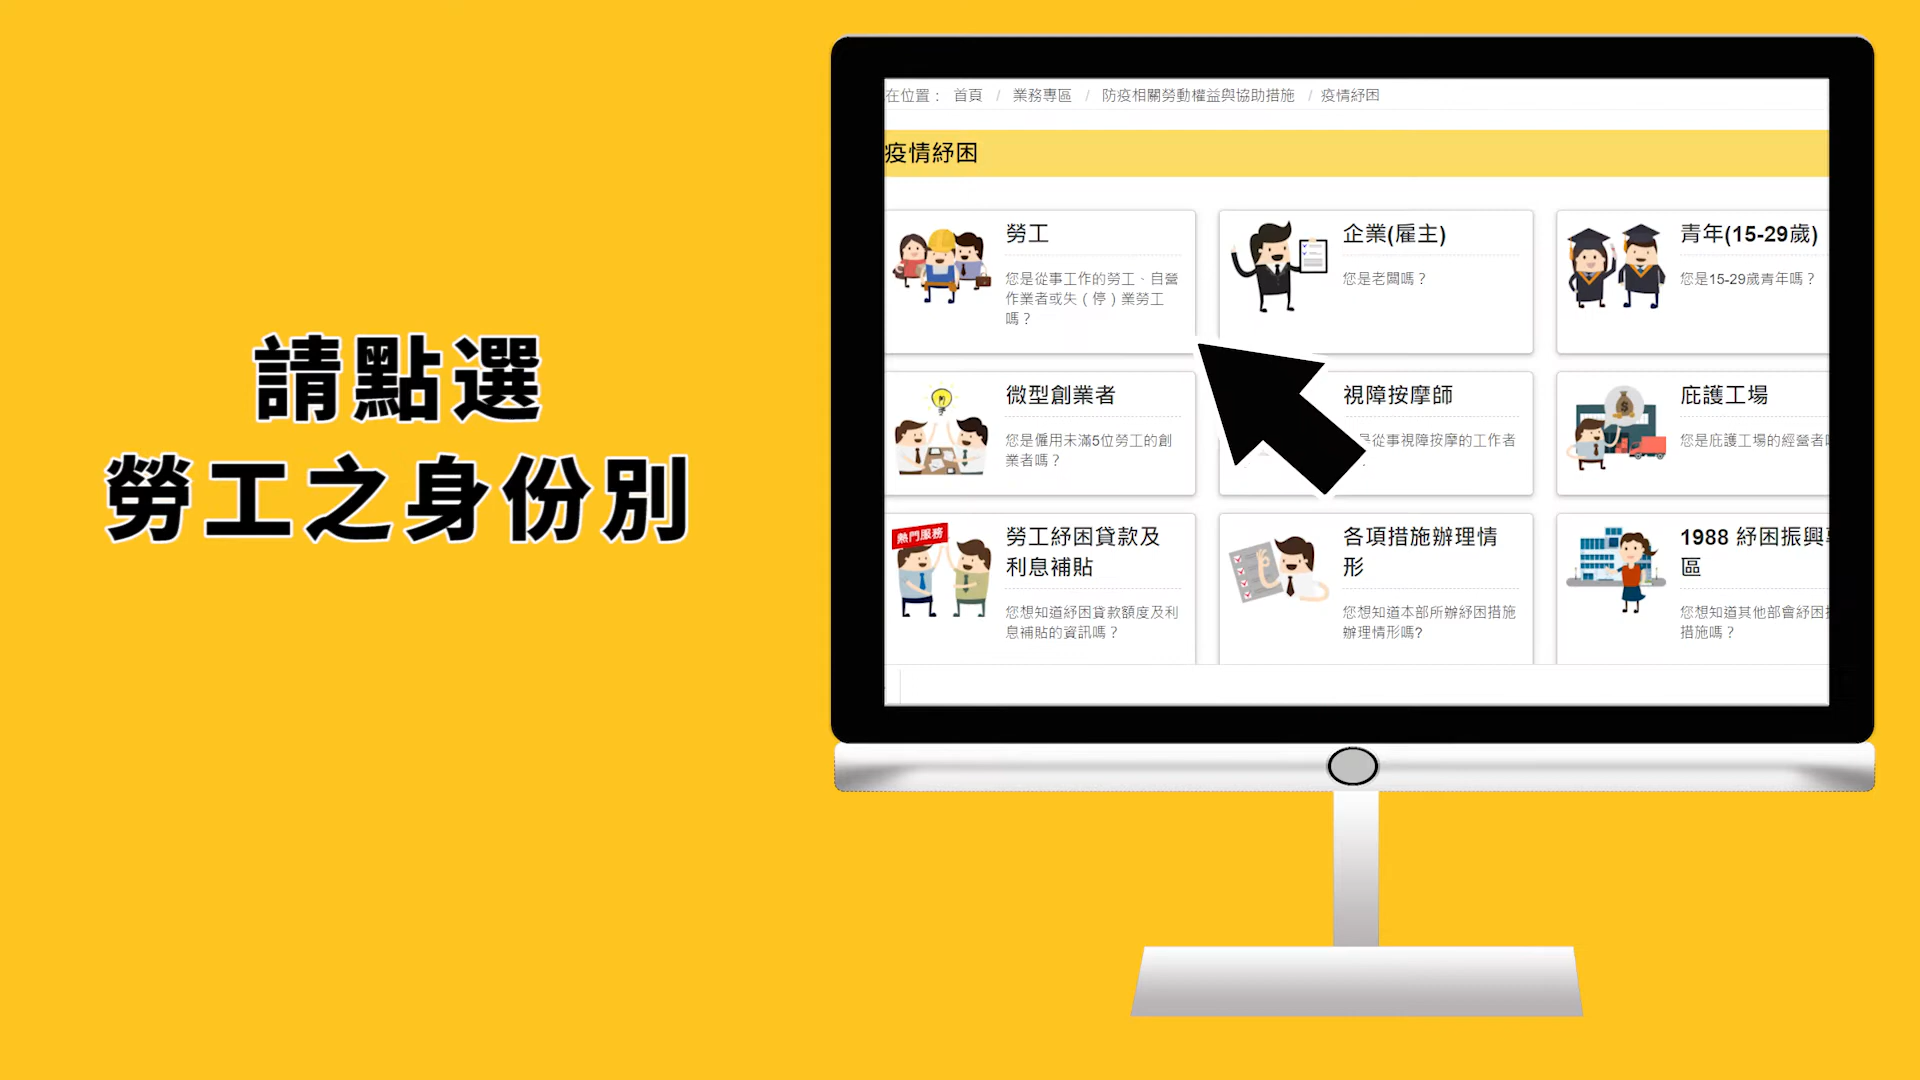 請點選
勞工之身份別
在位置： 首頁 / 業務專區 / 防疫相關勞動權益與協助措施 / 疫情紓困
疫情紓困
勞工
您是從事工作的勞工、自營
作業者或失（停）業勞工
嗎？
企業(雇主)
您是老闆嗎？
青年(15-29歲)
您是15-29歲青年嗎？
微型創業者
您是僱用未滿5位勞工的創
業者嗎？
視障按摩師
是從事視障按摩的工作者
庇護工場
您是庇護工場的經營者
熱門服務
勞工紓困貸款及
利息補貼
您想知道紓困貸款額度及利
息補貼的資訊嗎？
各項措施辦理情
形
您想知道本部所辦紓困措施
辦理情形嗎?
1988 紓困振興
區
您想知道其他部會紓困
措施嗎？